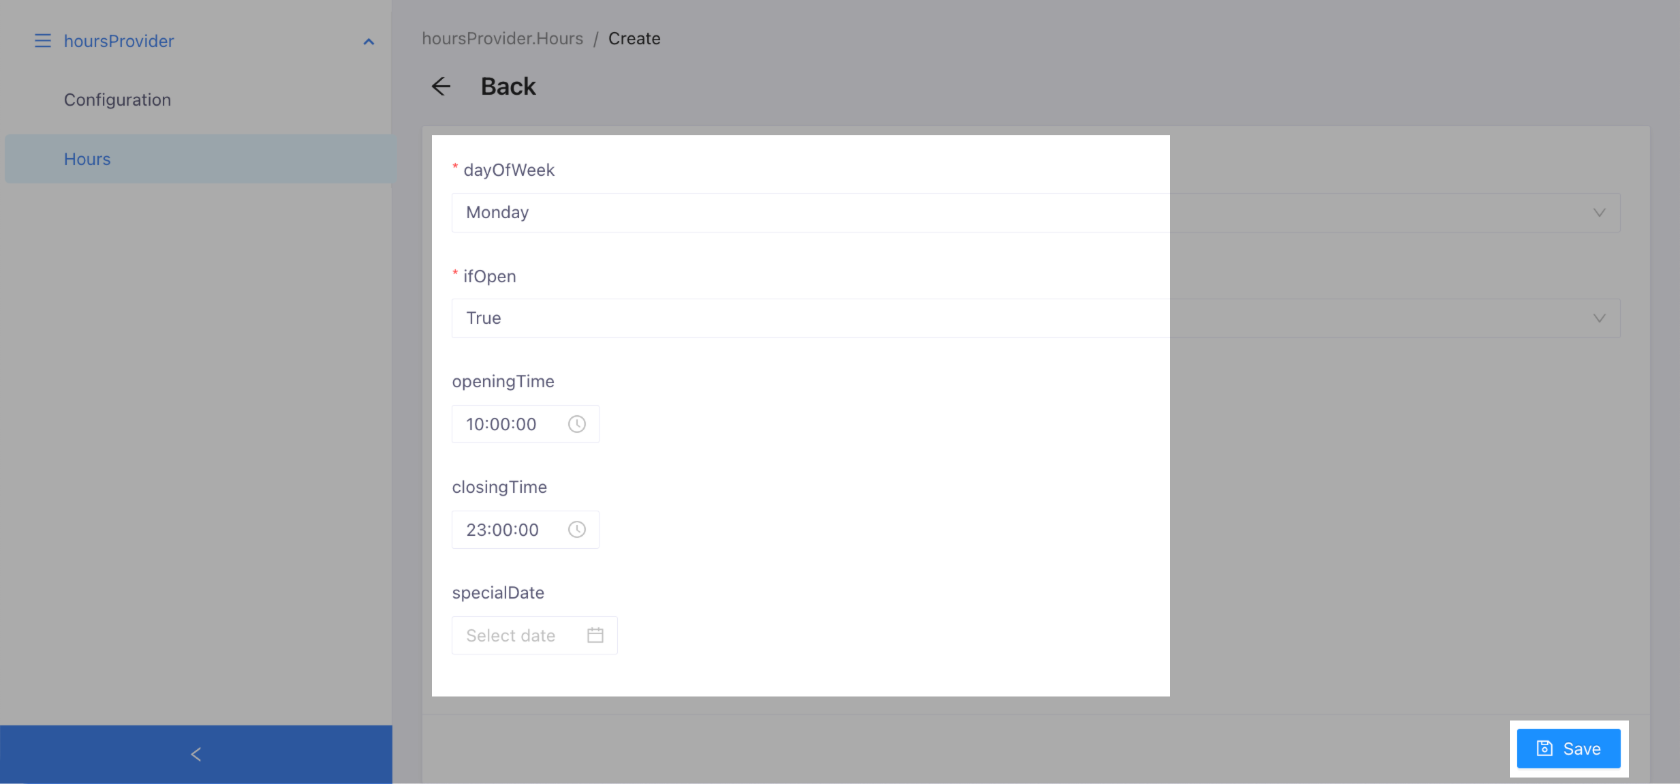 hoursProvider
Configuration
Hours
hoursProvider.Hours / Create
Back
* dayOfWeek
Monday
* ifOpen
True
openingTime
10:00:00
closingTime
23:00:00
specialDate
Select date
Save